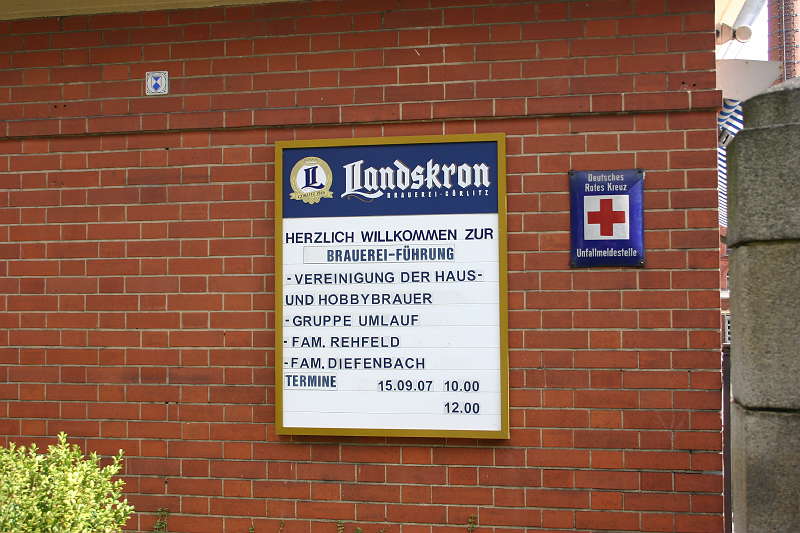 L
Landskron
BRAUEREI-GÖRLITZ
HERZLICH WILLKOMMEN ZUR
BRAUEREI-FÜHRUNG
-VEREINIGUNG DER HAUS-
UND HOBBYBRAUER
-GRUPPE UMLAUF
-FAM. REHFELD
-FAM. DIEFENBACH
TERMINE 15.09.07 10.00
12.00
Deutsches
Rotes Kreuz
Unfallmeldestelle